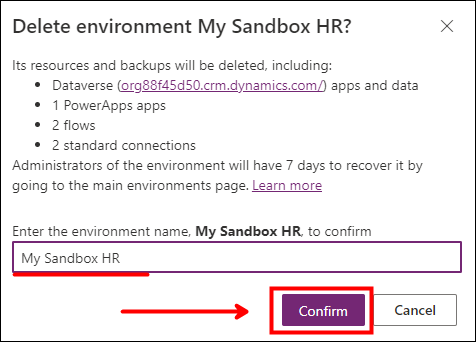 Delete environment My Sandbox HR?
Its resources and backups will be deleted, including:
• Dataverse (org88f45d50.crm.dynamics.com/) apps and data
• 1 PowerApps apps
• 2 flows
• 2 standard connections
Administrators of the environment will have 7 days to recover it by
going to the main environments page. Learn more
Enter the environment name, My Sandbox HR, to confirm
My Sandbox HR
Confirm Cancel